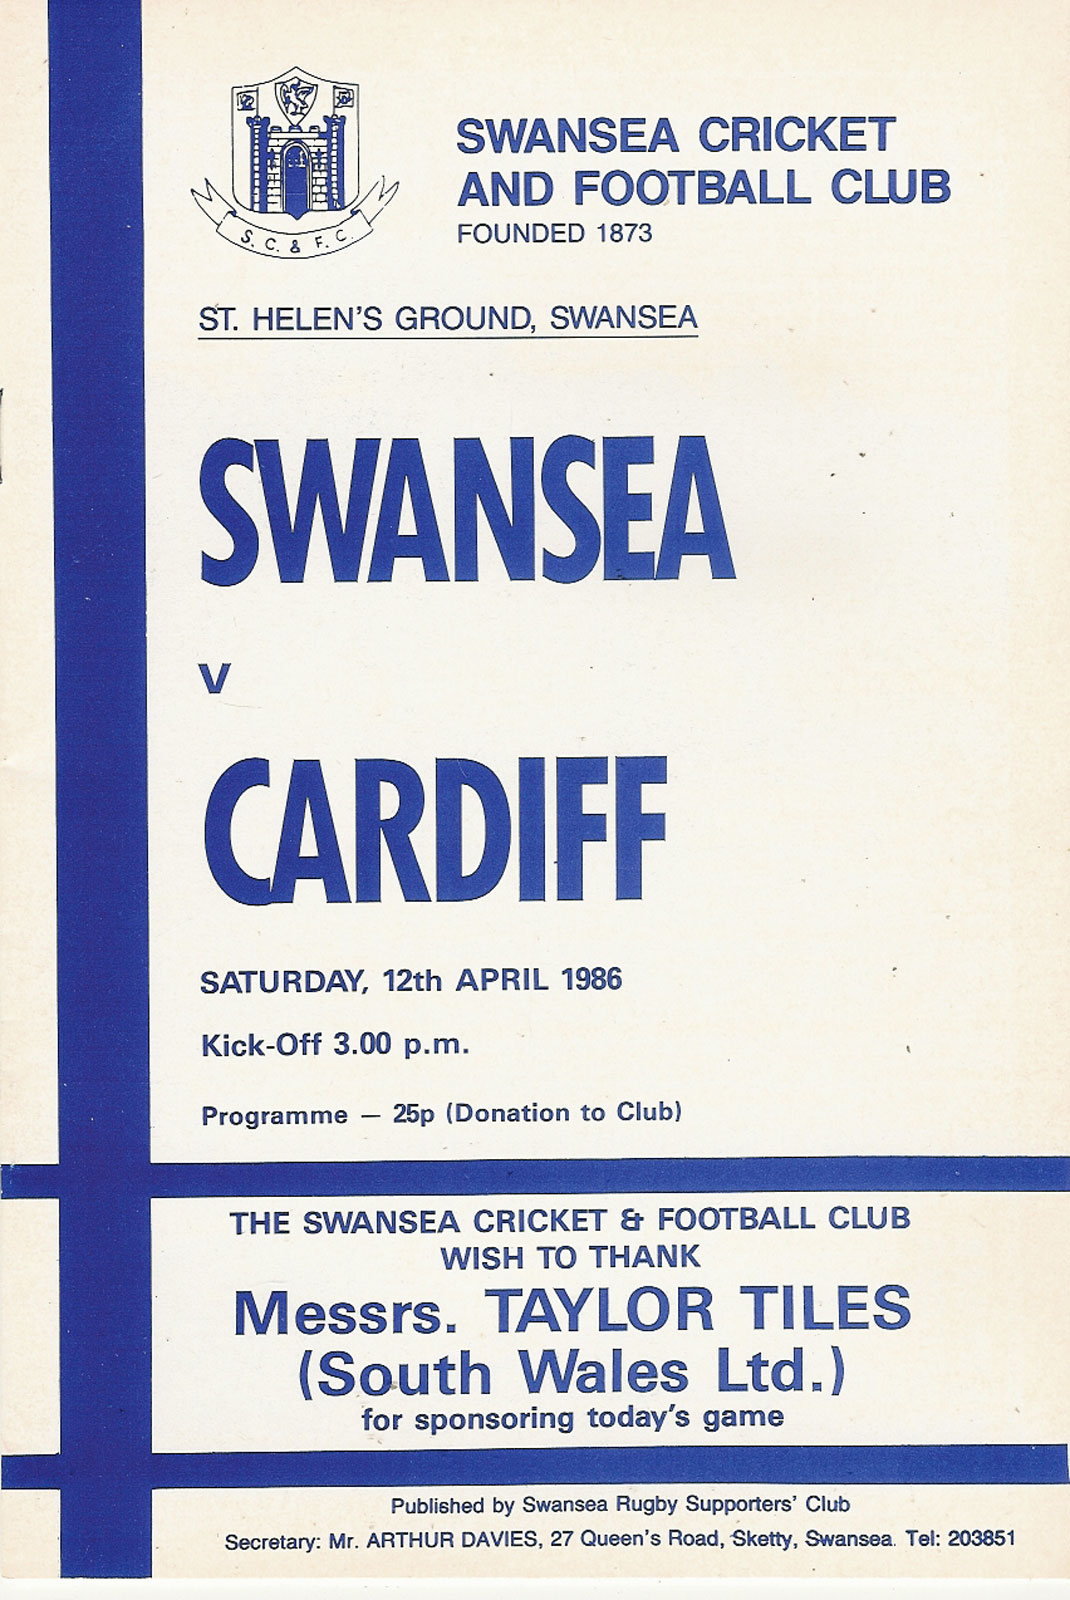 S. C. & F. C.
SWANSEA CRICKET
AND FOOTBALL CLUB
FOUNDED 1873
ST. HELEN'S GROUND, SWANSEA
SWANSEA
v
CARDIFF
SATURDAY, 12th APRIL 1986
Kick-Off 3.00 p.m.
Programme — 25p (Donation to Club)
THE SWANSEA CRICKET & FOOTBALL CLUB
WISH TO THANK
Messrs. TAYLOR TILES
(South Wales Ltd.)
for sponsoring today's game
Published by Swansea Rugby Supporters' Club
Secretary: Mr. ARTHUR DAVIES, 27 Queen's Road, Sketty, Swansea. Tel: 203851